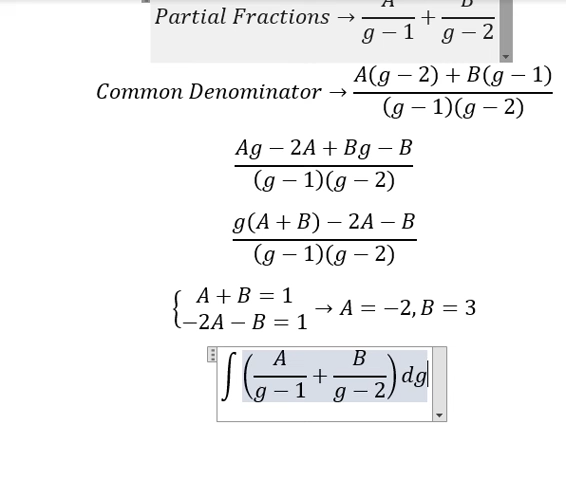 Partial Fractions → A/(g − 1) + B/(g − 2)
Common Denominator → (A(g − 2) + B(g − 1))/((g − 1)(g − 2))
(Ag − 2A + Bg − B)/((g − 1)(g − 2))
(g(A + B) − 2A − B)/((g − 1)(g − 2))
{A + B = 1
−2A − B = 1 → A = −2, B = 3
∫(A/(g − 1) + B/(g − 2)) dg